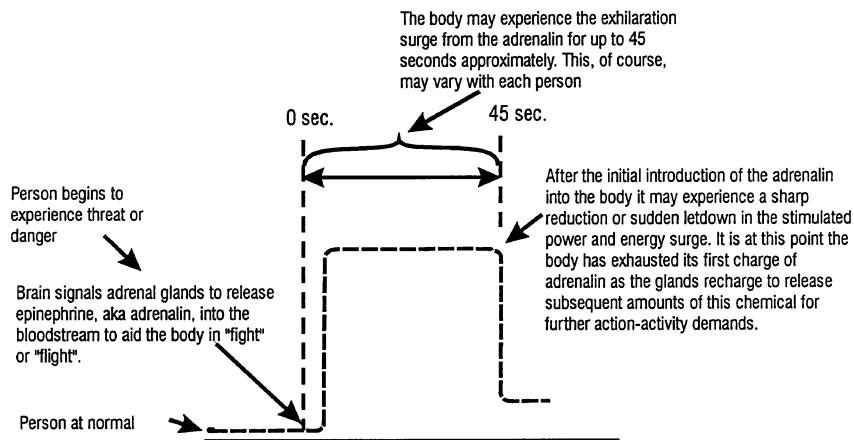 The body may experience the exhilaration
surge from the adrenalin for up to 45
seconds approximately. This, of course,
may vary with each person
0 sec.
45 sec.
Person begins to
experience threat or
danger
After the initial introduction of the adrenalin
into the body it may experience a sharp
reduction or sudden letdown in the stimulated
power and energy surge. It is at this point the
body has exhausted its first charge of
adrenalin as the glands recharge to release
subsequent amounts of this chemical for
further action-activity demands.
Brain signals adrenal glands to release
epinephrine, aka adrenalin, into the
bloodstream to aid the body in "fight"
or "flight".
Person at normal